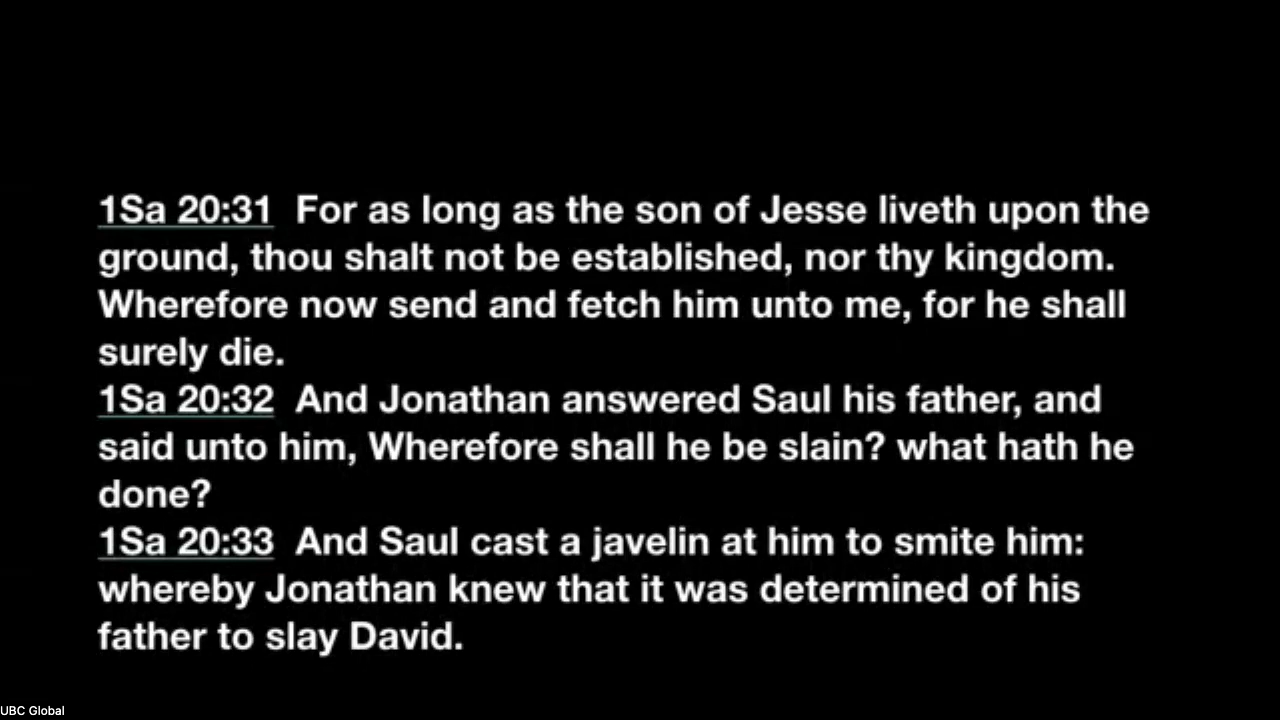 1Sa 20:31 For as long as the son of Jesse liveth upon the
ground, thou shalt not be established, nor thy kingdom.
Wherefore now send and fetch him unto me, for he shall
surely die.
1Sa 20:32 And Jonathan answered Saul his father, and
said unto him, Wherefore shall he be slain? what hath he
done?
1Sa 20:33 And Saul cast a javelin at him to smite him:
whereby Jonathan knew that it was determined of his
father to slay David.
UBC Global